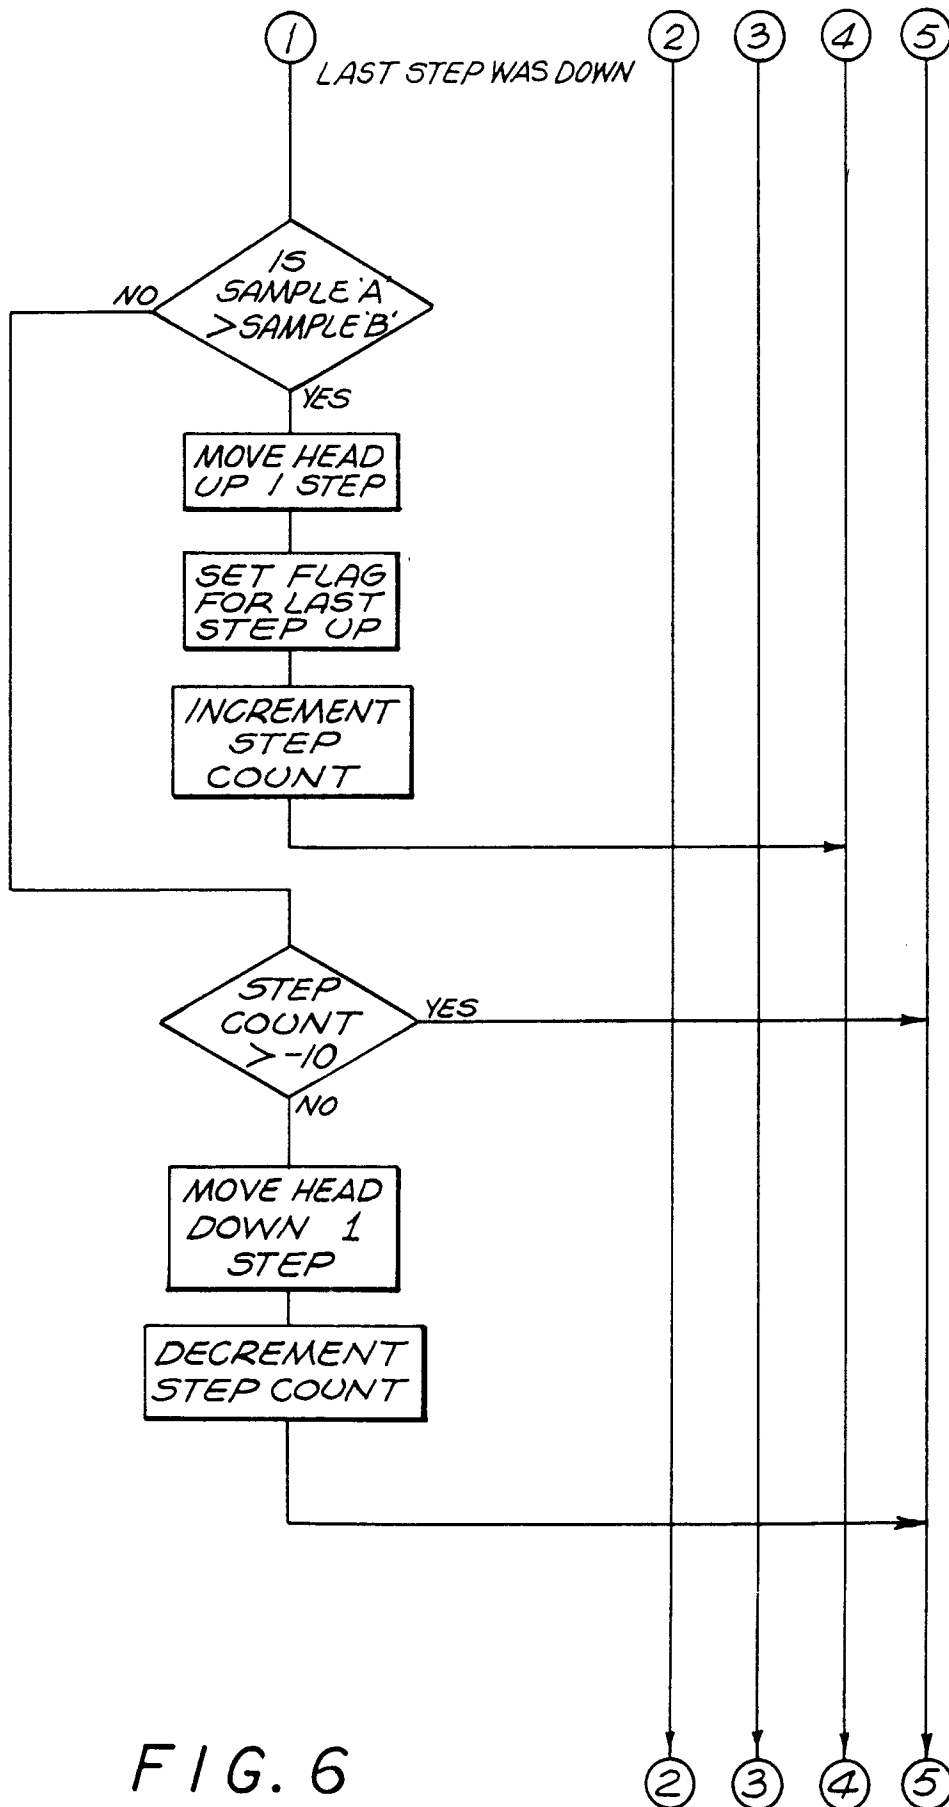 1
2
3
4
5
LAST STEP WAS DOWN
IS
SAMPLE 'A'
> SAMPLE 'B'
NO
YES
MOVE HEAD
UP 1 STEP
SET FLAG
FOR LAST
STEP UP
INCREMENT
STEP
COUNT
STEP
COUNT
> -10
YES
NO
MOVE HEAD
DOWN 1
STEP
DECREMENT
STEP COUNT
FIG. 6
2
3
4
5